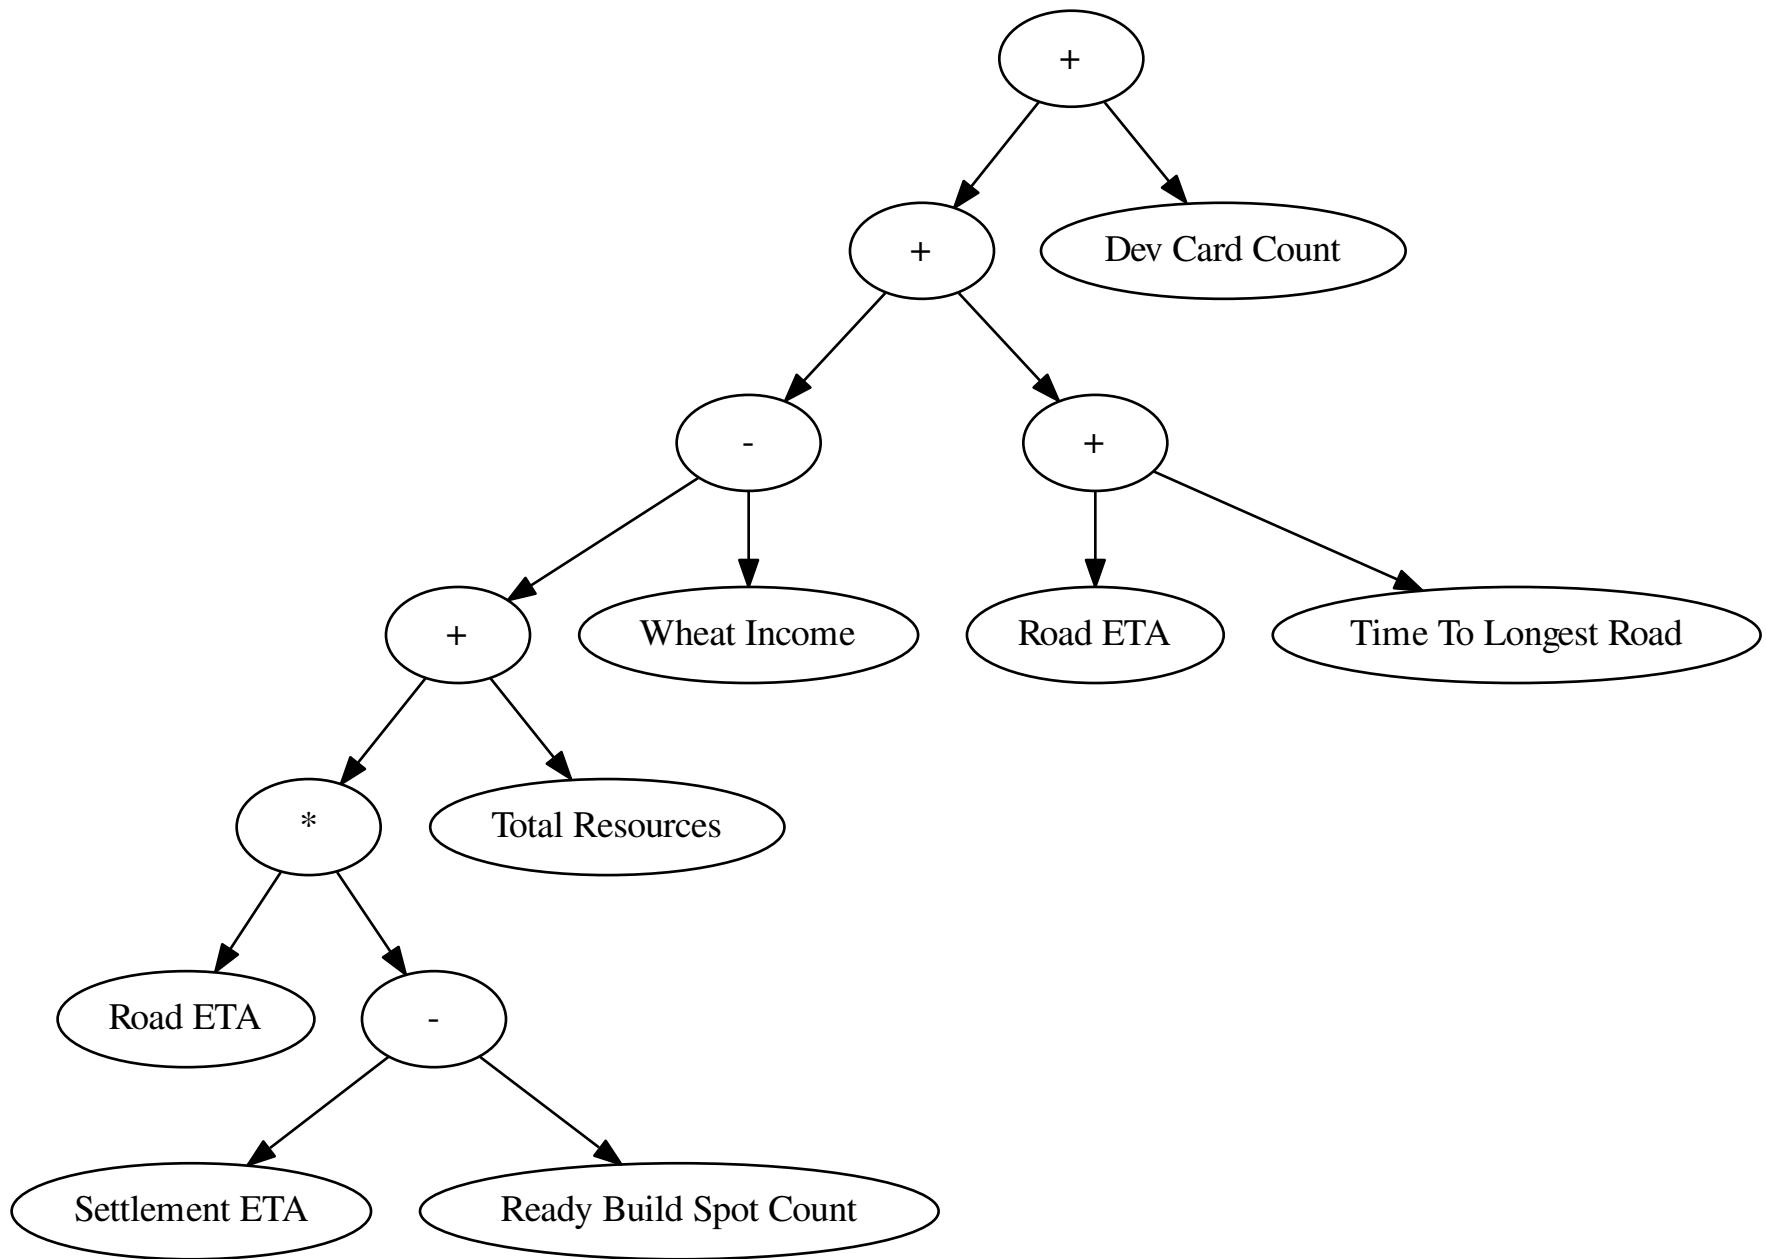 +
+
Dev Card Count
-
+
+
Wheat Income
Road ETA
Time To Longest Road
*
Total Resources
Road ETA
-
Settlement ETA
Ready Build Spot Count